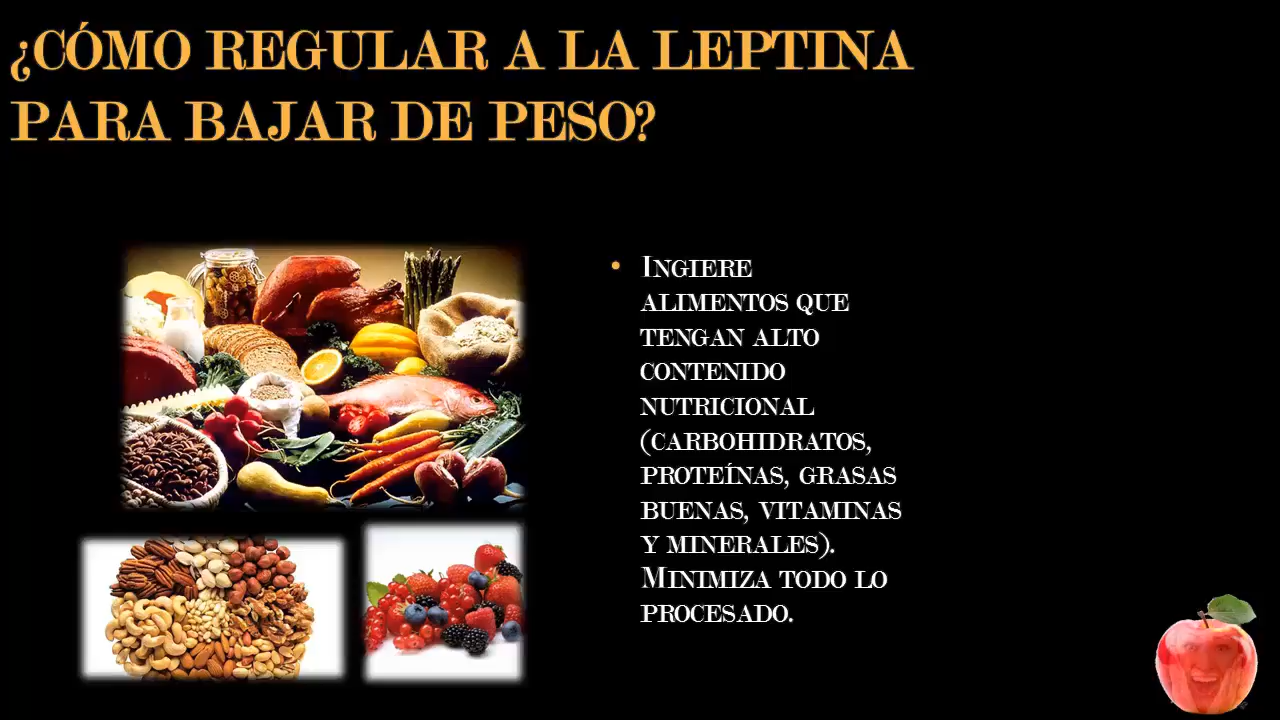 ¿CÓMO REGULAR A LA LEPTINA
PARA BAJAR DE PESO?
• INGIERE
ALIMENTOS QUE
TENGAN ALTO
CONTENIDO
NUTRICIONAL
(CARBOHIDRATOS,
PROTEÍNAS, GRASAS
BUENAS, VITAMINAS
Y MINERALES).
MINIMIZA TODO LO
PROCESADO.